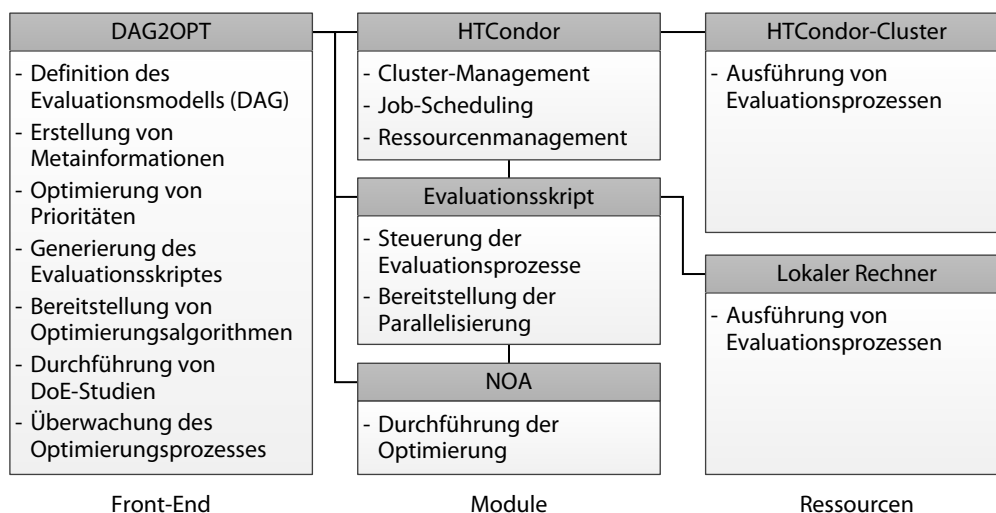 DAG2OPT
- Definition des
Evaluationsmodells (DAG)
- Erstellung von
Metainformationen
- Optimierung von
Prioritäten
- Generierung des
Evaluationsskriptes
- Bereitstellung von
Optimierungsalgorithmen
- Durchführung von
DoE-Studien
- Überwachung des
Optimierungsprozesses
Front-End
HTCondor
- Cluster-Management
- Job-Scheduling
- Ressourcenmanagement
Evaluationsskript
- Steuerung der
Evaluationsprozesse
- Bereitstellung der
Parallelisierung
NOA
- Durchführung der
Optimierung
Module
HTCondor-Cluster
- Ausführung von
Evaluationsprozessen
Lokaler Rechner
- Ausführung von
Evaluationsprozessen
Ressourcen